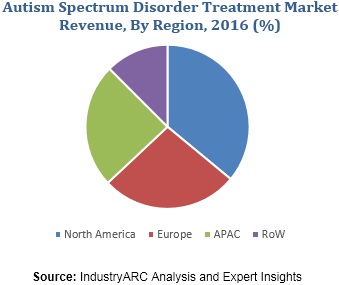 Autism Spectrum Disorder Treatment Market
Revenue, By Region, 2016 (%)
North America Europe APAC RoW
Source: IndustryARC Analysis and Expert Insights